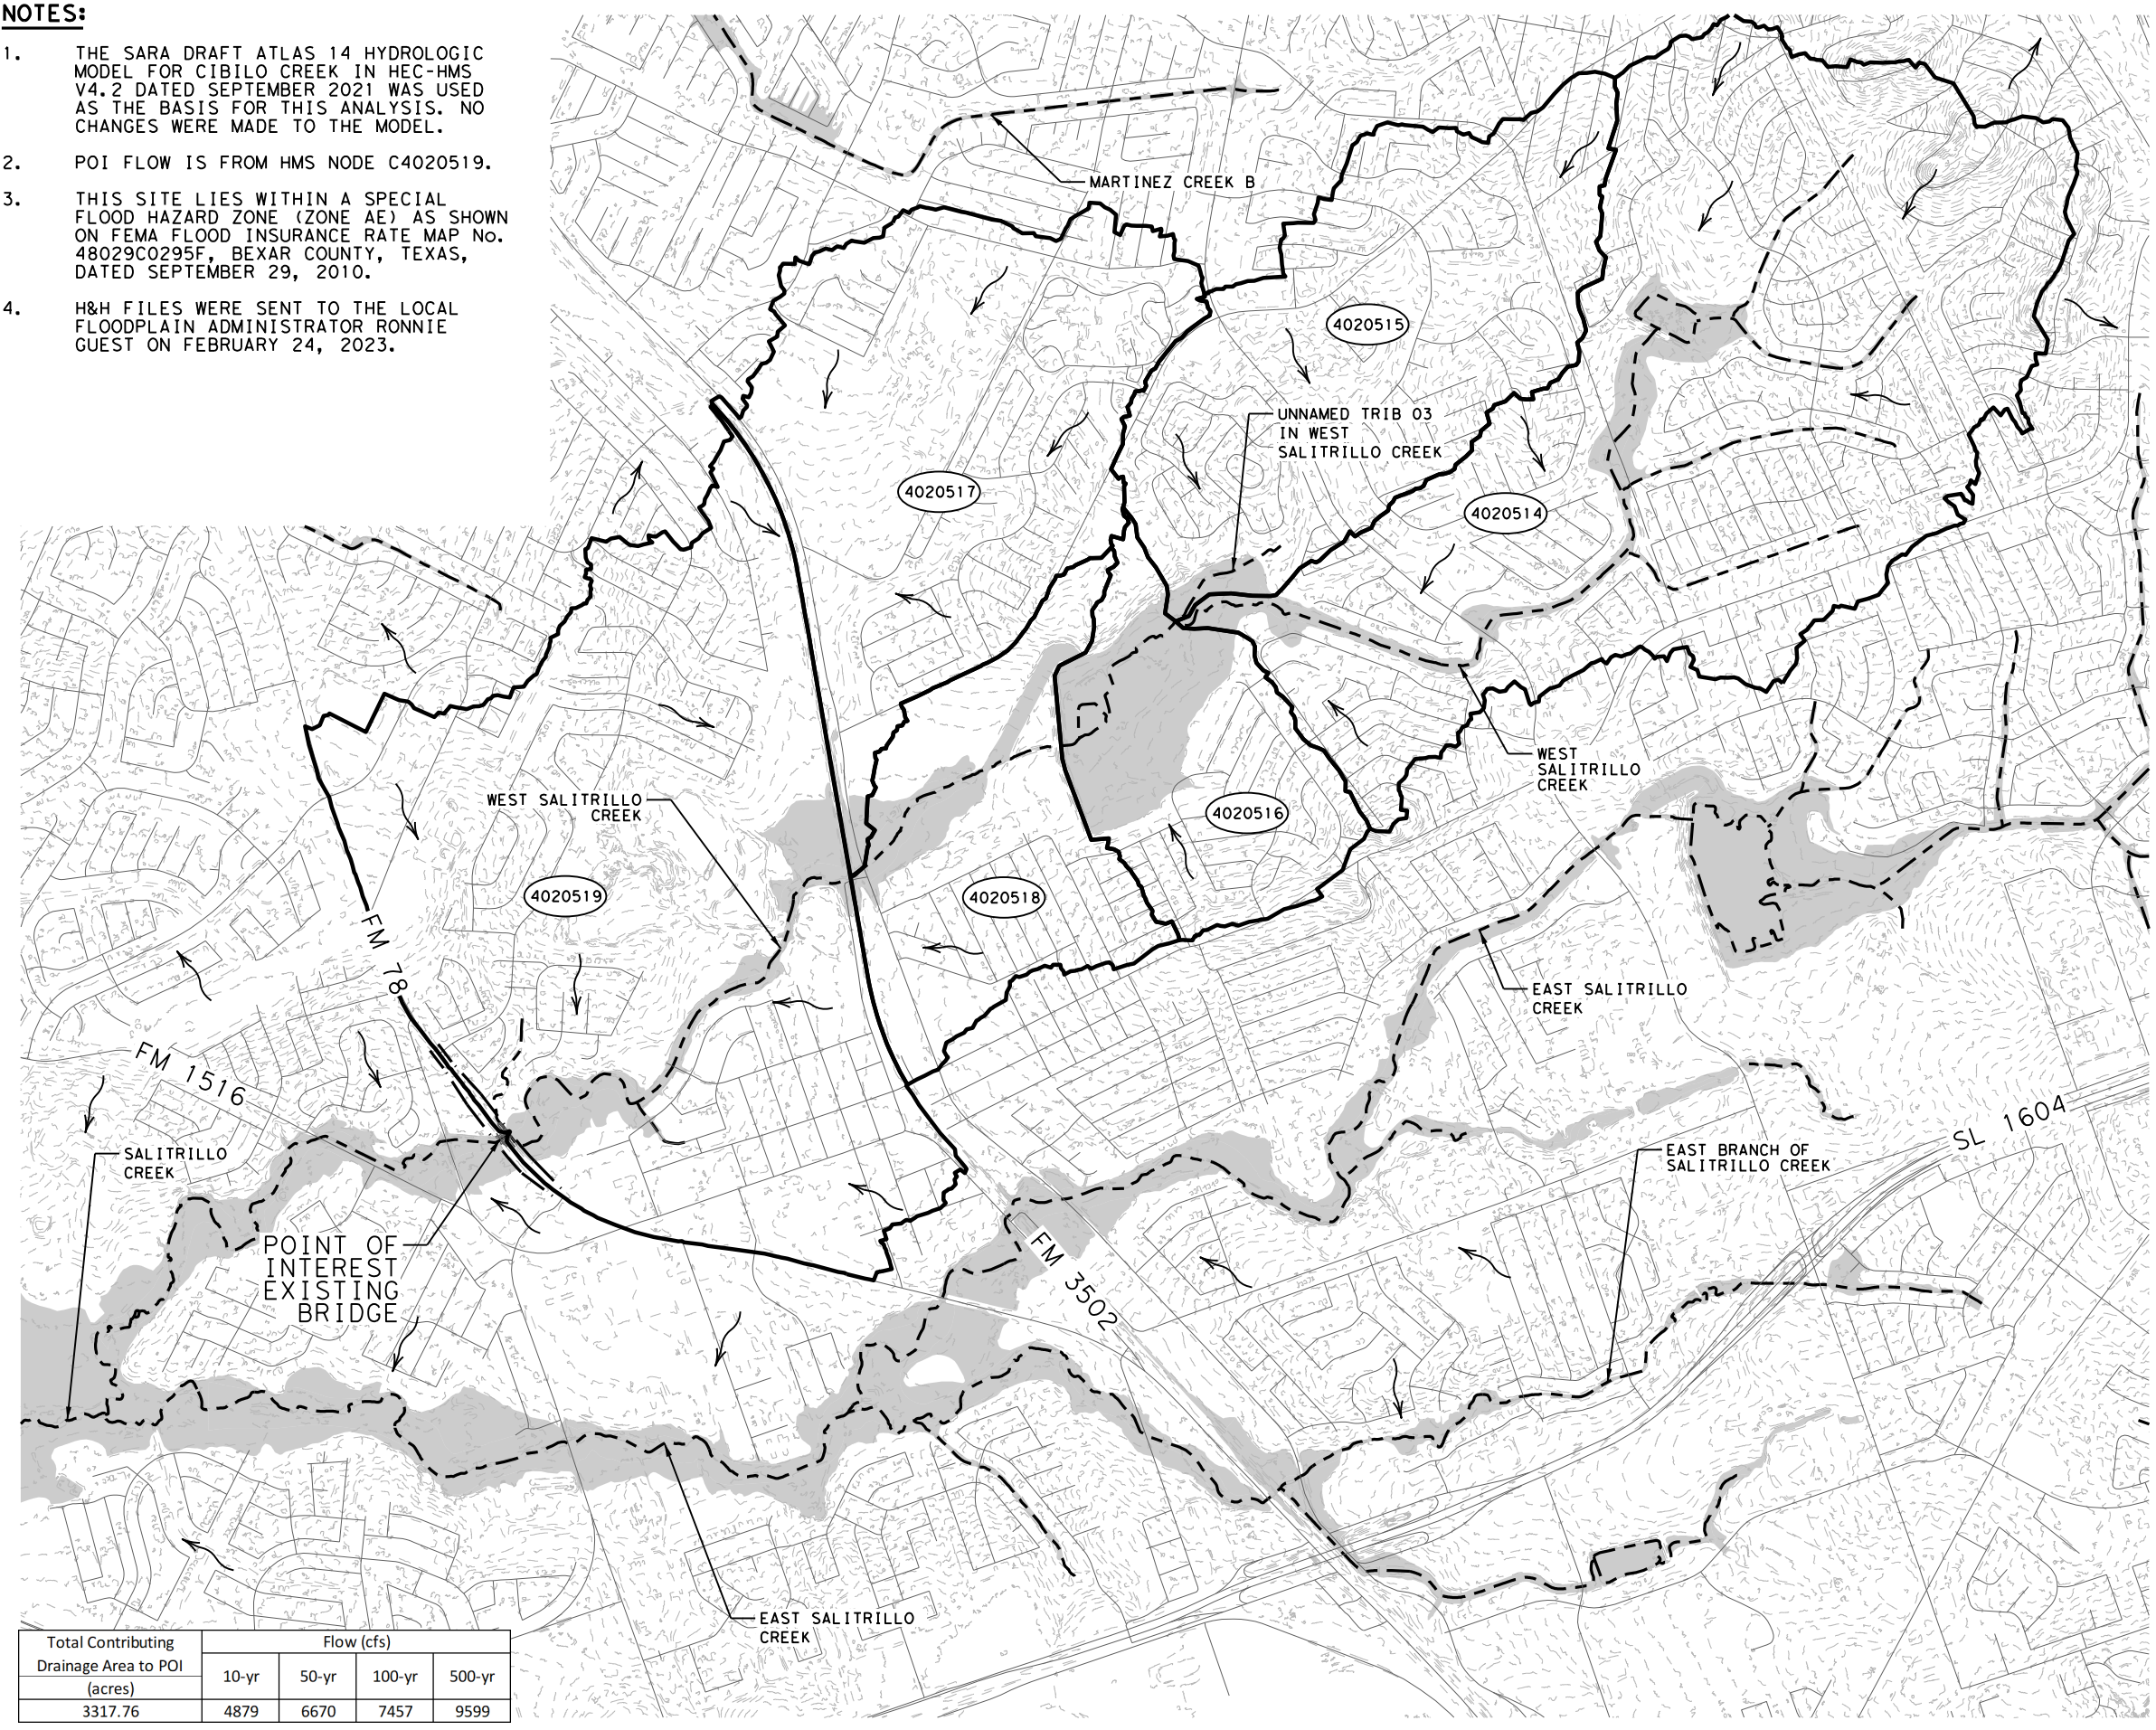 NOTES:
1. THE SARA DRAFT ATLAS 14 HYDROLOGIC
MODEL FOR CIBILO CREEK IN HEC-HMS
V4.2 DATED SEPTEMBER 2021 WAS USED
AS THE BASIS FOR THIS ANALYSIS. NO
CHANGES WERE MADE TO THE MODEL.
2. POI FLOW IS FROM HMS NODE C4020519.
3. THIS SITE LIES WITHIN A SPECIAL
FLOOD HAZARD ZONE (ZONE AE) AS SHOWN
ON FEMA FLOOD INSURANCE RATE MAP No.
48029C0295F, BEXAR COUNTY, TEXAS,
DATED SEPTEMBER 29, 2010.
4. H&H FILES WERE SENT TO THE LOCAL
FLOODPLAIN ADMINISTRATOR RONNIE
GUEST ON FEBRUARY 24, 2023.
MARTINEZ CREEK B
4020515
UNNAMED TRIB 03
IN WEST
SALITRILLO CREEK
4020517
4020514
WEST
SALITRILLO
CREEK
WEST SALITRILLO
CREEK
4020516
4020519
4020518
FM 78
EAST SALITRILLO
CREEK
FM 1516
SL 1604
SALITRILLO
CREEK
EAST BRANCH OF
SALITRILLO CREEK
POINT OF
INTEREST
EXISTING
BRIDGE
FM 3502
EAST SALITRILLO
CREEK
Total Contributing
Drainage Area to POI
(acres)
Flow (cfs)
10-yr 50-yr 100-yr 500-yr
3317.76 4879 6670 7457 9599